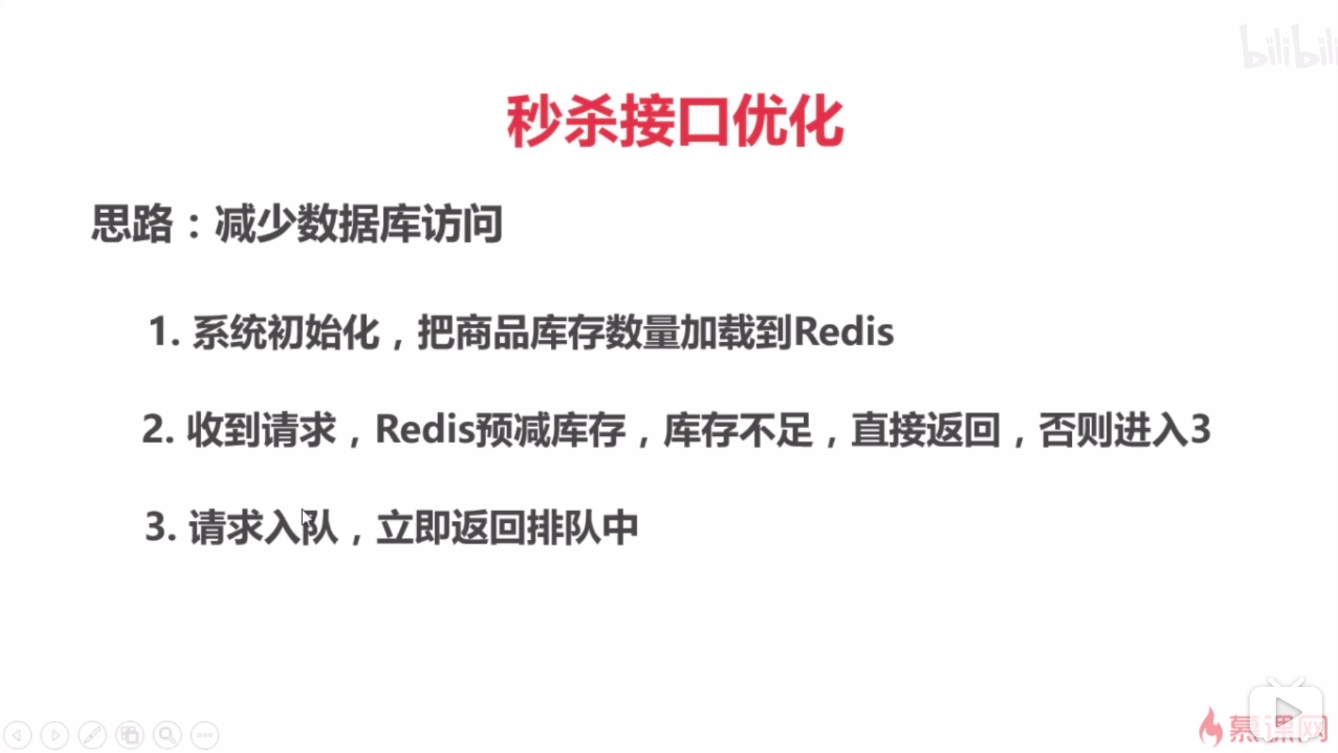 bilibili
秒杀接口优化
思路：减少数据库访问
1. 系统初始化，把商品库存数量加载到Redis
2. 收到请求，Redis预减库存，库存不足，直接返回，否则进入3
3. 请求入队，立即返回排队中
慕课网